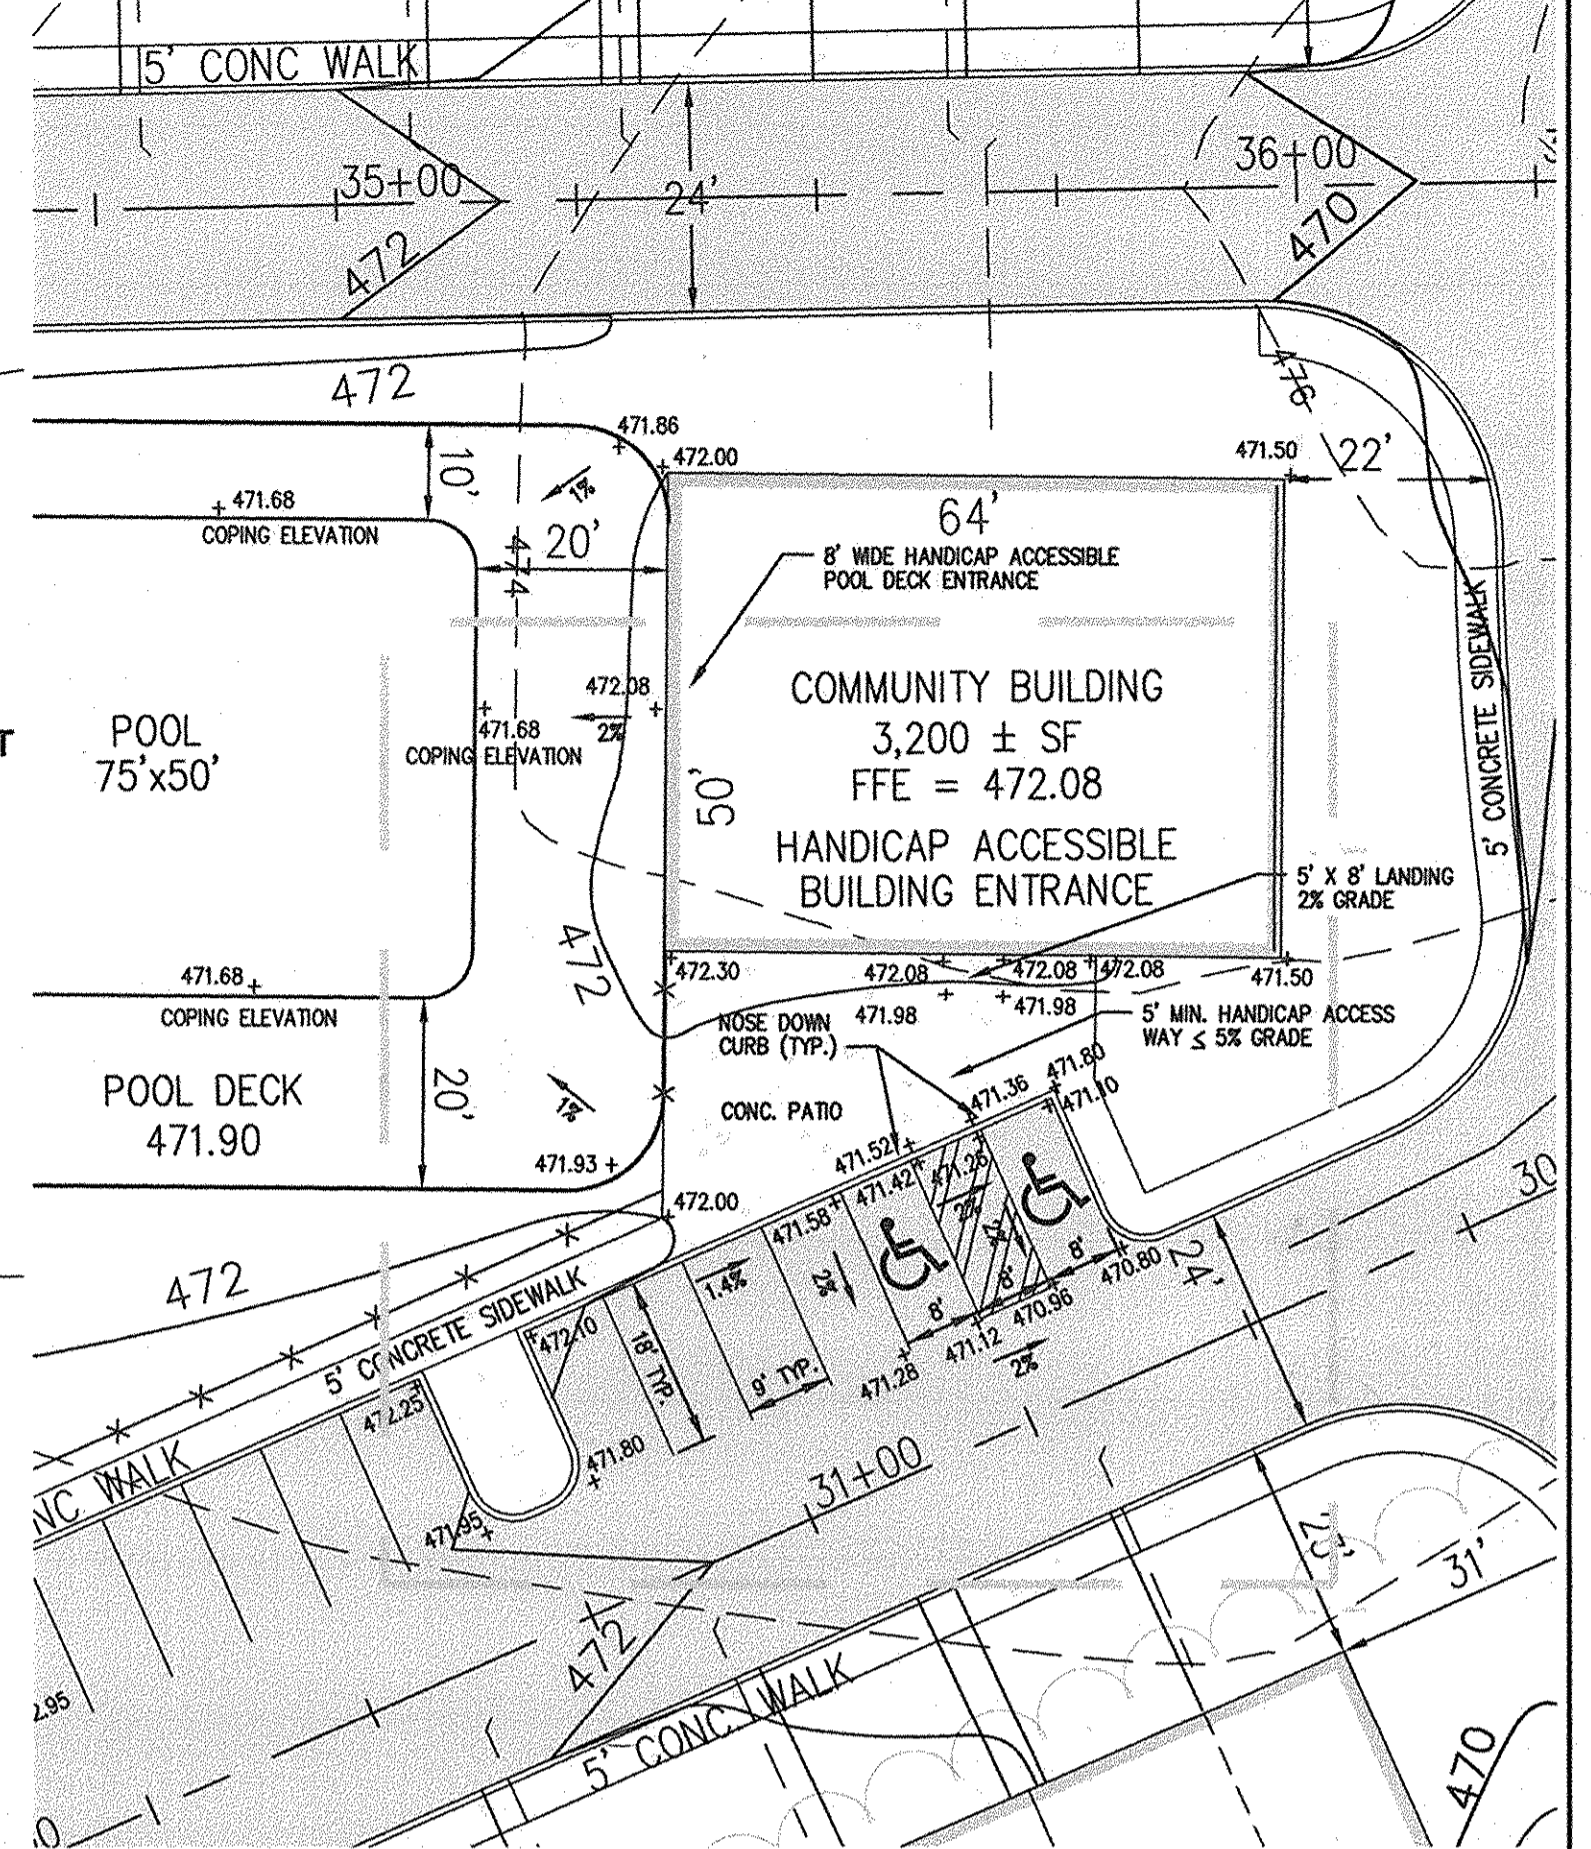 5' CONC WALK
35+00
24'
36+00
472
470
472
476
471.86
472.00
471.50
22'
10'
1%
471.68
COPING ELEVATION
20'
474
64'
8' WIDE HANDICAP ACCESSIBLE
POOL DECK ENTRANCE
5' CONCRETE SIDEWALK
472.08
2%
471.68
COPING ELEVATION
POOL
75'x50'
COMMUNITY BUILDING
3,200 ± SF
FFE = 472.08
50'
HANDICAP ACCESSIBLE
BUILDING ENTRANCE
5' X 8' LANDING
2% GRADE
472
471.68
COPING ELEVATION
472.30
472.08
472.08
472.08
471.50
471.98
471.98
NOSE DOWN
CURB (TYP.)
5' MIN. HANDICAP ACCESS
WAY ≤ 5% GRADE
POOL DECK
471.90
20'
1%
CONC. PATIO
471.36
471.80
471.10
471.93
471.52
471.42
471.26
2%
2%
472.00
471.58
30
472
5' CONCRETE SIDEWALK
1.4%
2%
8'
8'
8'
470.80
24'
470.96
471.12
2%
471.28
472.10
18' TYP.
9' TYP.
472.25
471.80
471.95
31+00
NC WALK
25'
31'
472
2.95
5' CONC WALK
470
0